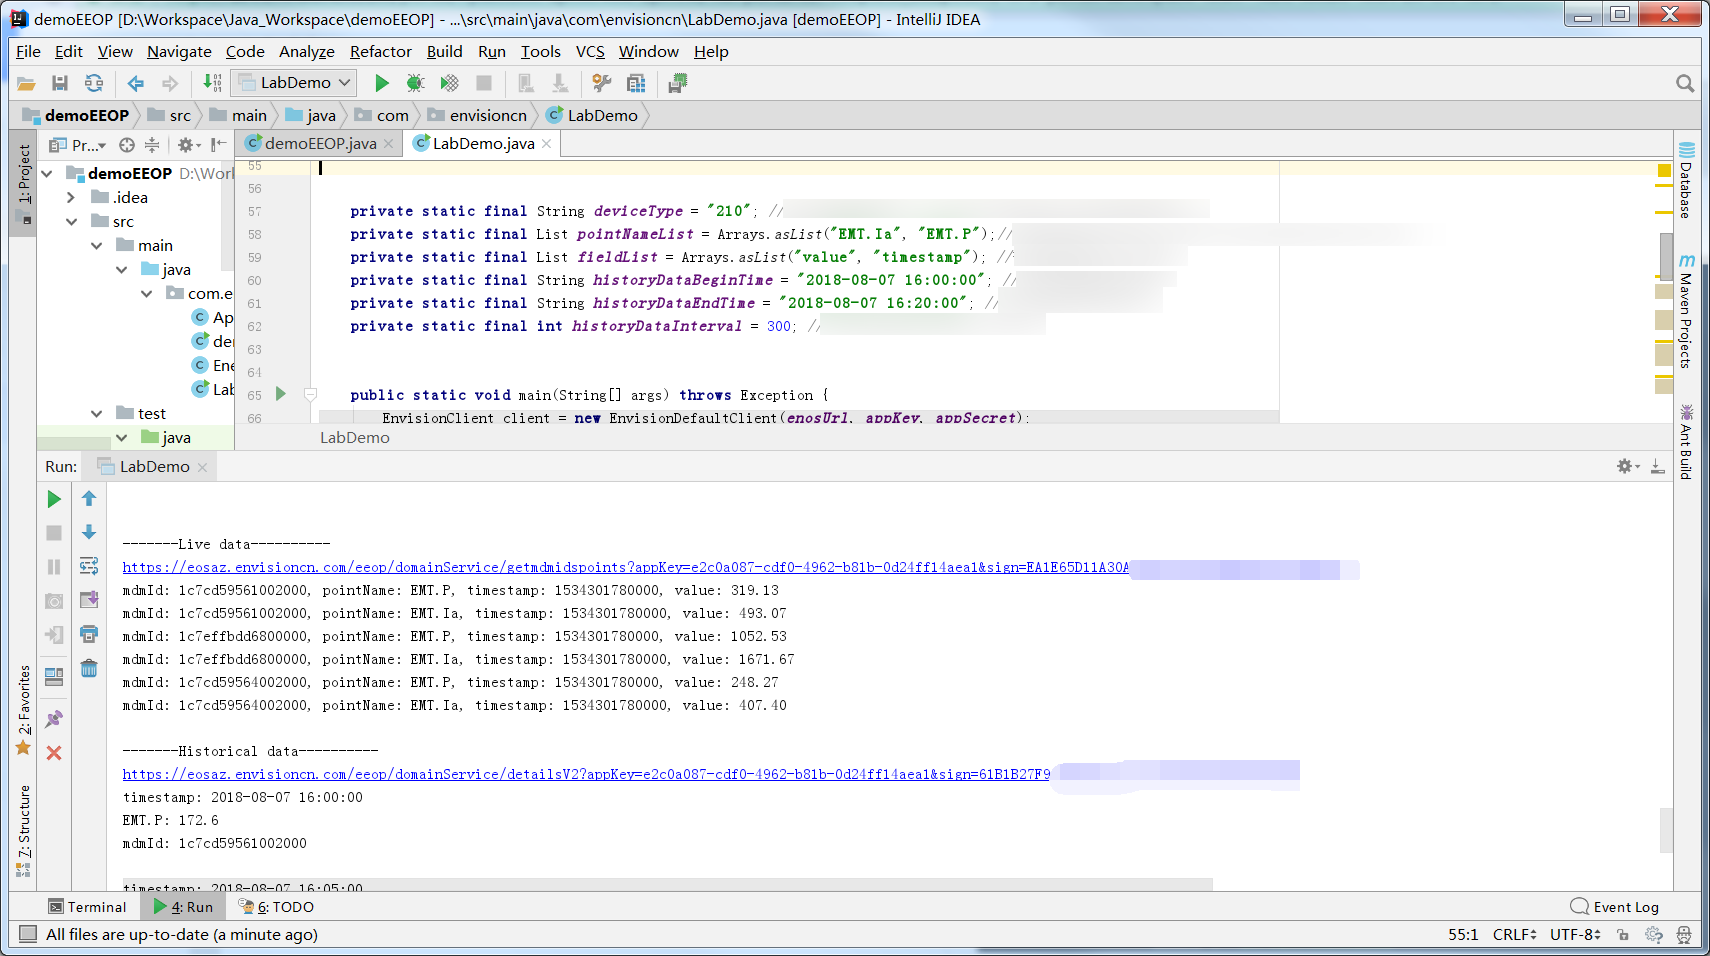 demoEEOP [D:\Workspace\Java_Workspace\demoEEOP] - ...\src\main\java\com\envisioncn\LabDemo.java [demoEEOP] - IntelliJ IDEA
File Edit View Navigate Code Analyze Refactor Build Run Tools VCS Window Help
LabDemo
demoEEOP src main java com envisioncn LabDemo
1: Project
Pr...
demoEEOP.java LabDemo.java
demoEEOP D:\Worl
.idea
src
main
java
com.e
Ap
de
Ene
Lab
test
java
55
56
57 private static final String deviceType = "210"; //
58 private static final List pointNameList = Arrays.asList("EMT.Ia", "EMT.P");//
59 private static final List fieldList = Arrays.asList("value", "timestamp"); //
60 private static final String historyDataBeginTime = "2018-08-07 16:00:00"; //
61 private static final String historyDataEndTime = "2018-08-07 16:20:00"; //
62 private static final int historyDataInterval = 300; //
63
64
65 public static void main(String[] args) throws Exception {
66 EnvisionClient client = new EnvisionDefaultClient(enosUrl, appKey, appSecret);
LabDemo
Database
Maven Projects
Ant Build
Run: LabDemo
-------Live data----------
https://eosaz.envisioncn.com/eeop/domainService/getmdmidspoints?appKey=e2c0a087-cdf0-4962-b81b-0d24ff14aea1&sign=EA1E65D11A30A
mdmId: 1c7cd59561002000, pointName: EMT.P, timestamp: 1534301780000, value: 319.13
mdmId: 1c7cd59561002000, pointName: EMT.Ia, timestamp: 1534301780000, value: 493.07
mdmId: 1c7effbdd6800000, pointName: EMT.P, timestamp: 1534301780000, value: 1052.53
mdmId: 1c7effbdd6800000, pointName: EMT.Ia, timestamp: 1534301780000, value: 1671.67
mdmId: 1c7cd59564002000, pointName: EMT.P, timestamp: 1534301780000, value: 248.27
mdmId: 1c7cd59564002000, pointName: EMT.Ia, timestamp: 1534301780000, value: 407.40
-------Historical data----------
https://eosaz.envisioncn.com/eeop/domainService/detailsV2?appKey=e2c0a087-cdf0-4962-b81b-0d24ff14aea1&sign=61B1B27F9
timestamp: 2018-08-07 16:00:00
EMT.P: 172.6
mdmId: 1c7cd59561002000
timestamp: 2018-08-07 16:05:00
2: Favorites
7: Structure
Terminal 4: Run 6: TODO Event Log
All files are up-to-date (a minute ago) 55:1 CRLF UTF-8